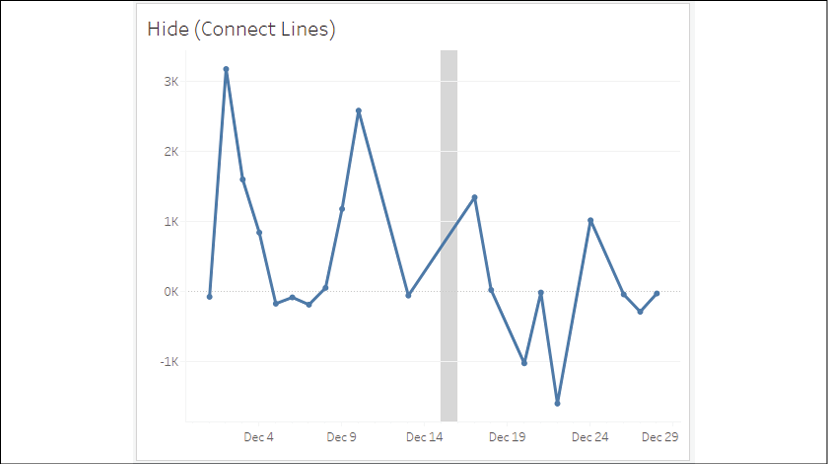 Hide (Connect Lines)
3K
2K
1K
0K
-1K
Dec 4 Dec 9 Dec 14 Dec 19 Dec 24 Dec 29